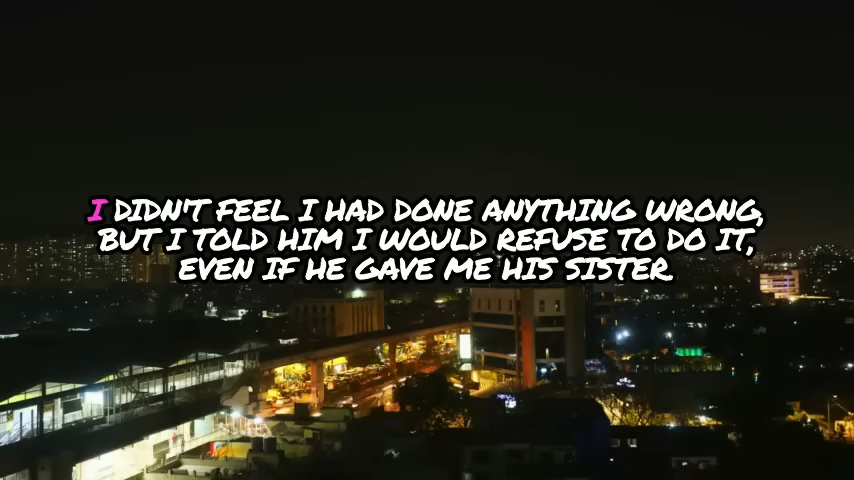 I DIDN'T FEEL I HAD DONE ANYTHING WRONG,
BUT I TOLD HIM I WOULD REFUSE TO DO IT,
EVEN IF HE GAVE ME HIS SISTER.